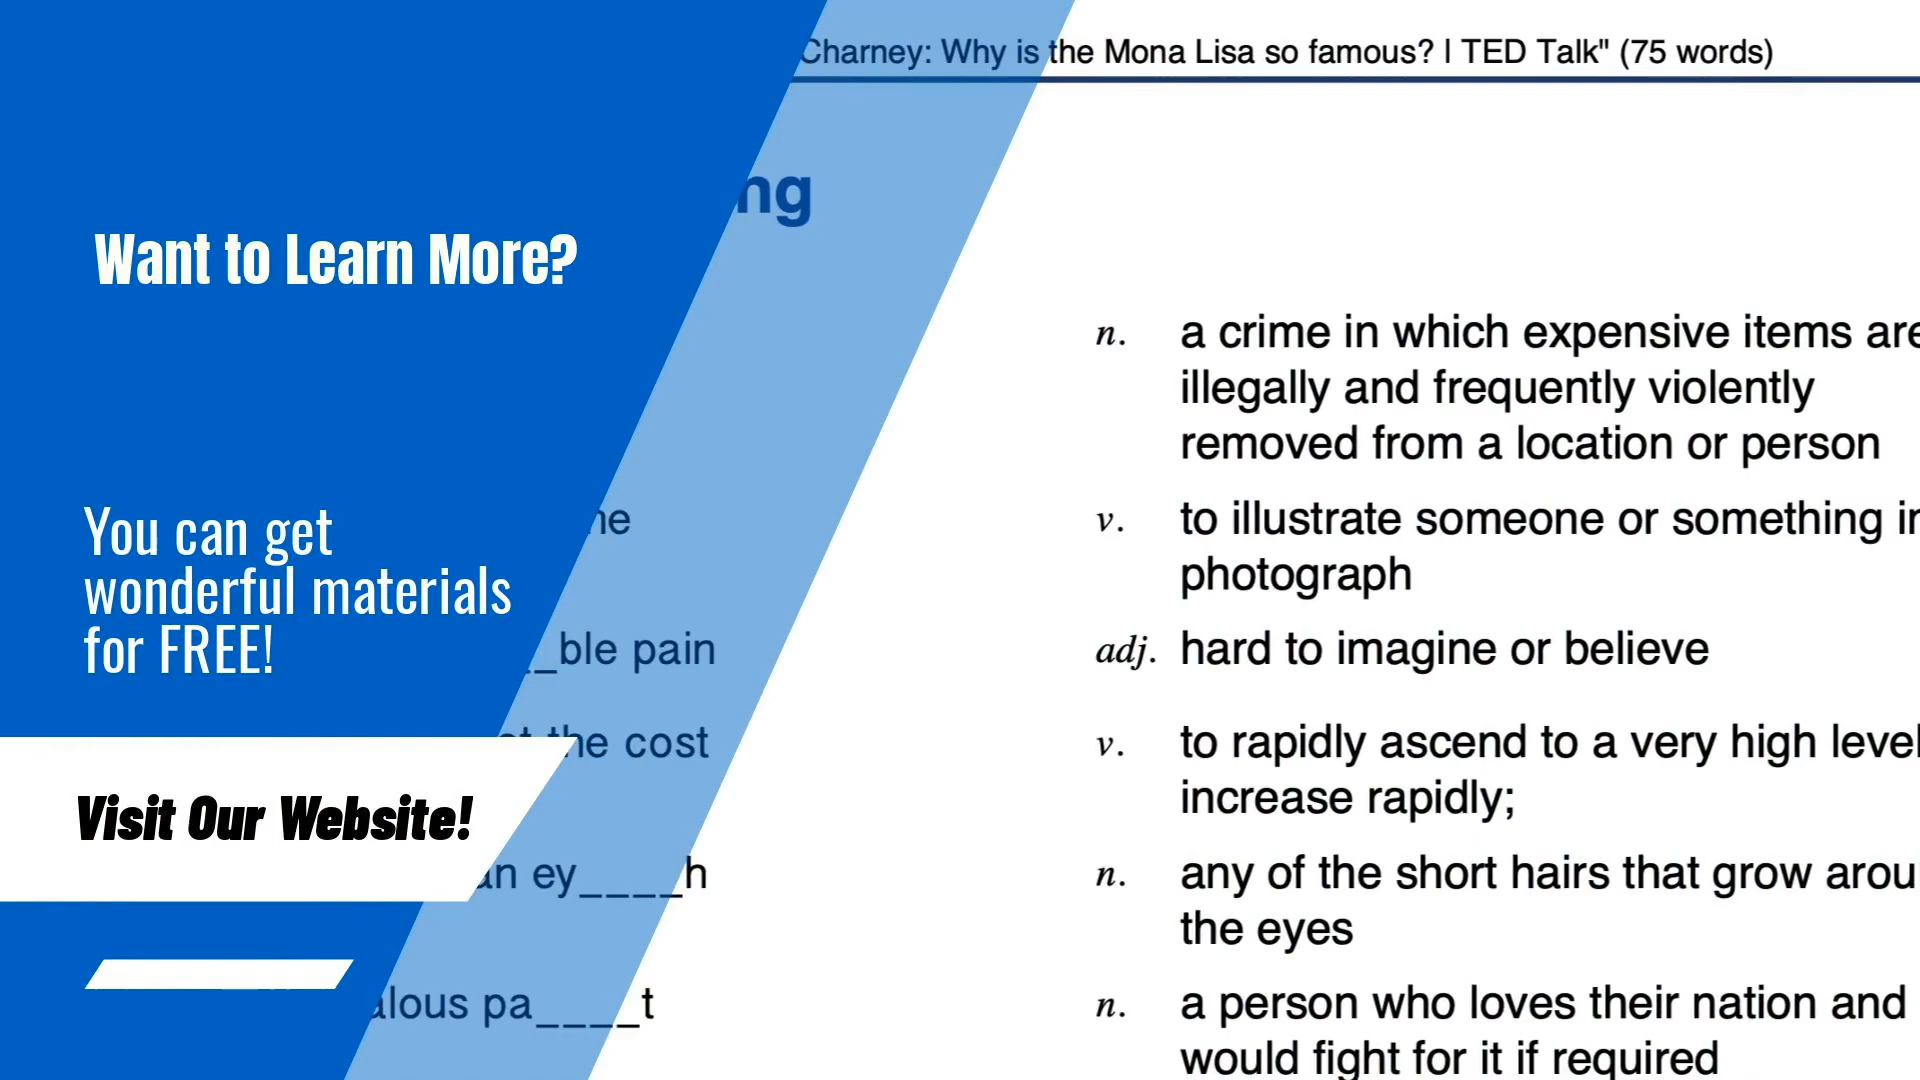 Charney: Why is the Mona Lisa so famous? | TED Talk" (75 words)
ng
Want to Learn More?
You can get
wonderful materials
for FREE!
Visit Our Website!
n. a crime in which expensive items are
illegally and frequently violently
removed from a location or person
v. to illustrate someone or something in
photograph
_ble pain
adj. hard to imagine or believe
the cost
v. to rapidly ascend to a very high level
increase rapidly;
an ey____h
n. any of the short hairs that grow arou
the eyes
alous pa____t
n. a person who loves their nation and
would fight for it if required